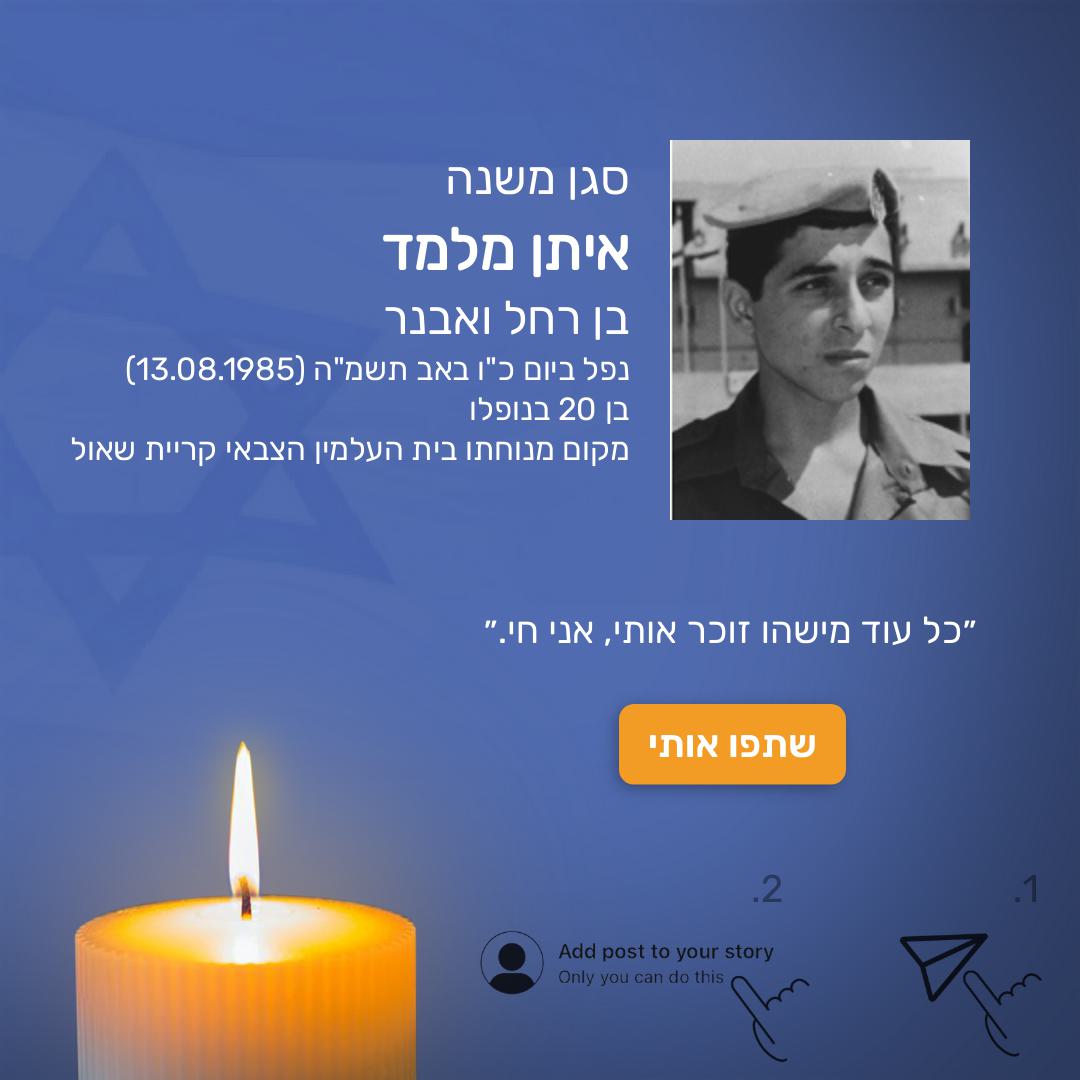 סגן משנה
איתן מלמד
בן רחל ואבנר
נפל ביום כ"ו באב תשמ"ה (13.08.1985)
בן 20 בנופלו
מקום מנוחתו בית העלמין הצבאי קריית שאול
״כל עוד מישהו זוכר אותי, אני חי.״
שתפו אותי
1.
2.
Add post to your story
Only you can do this